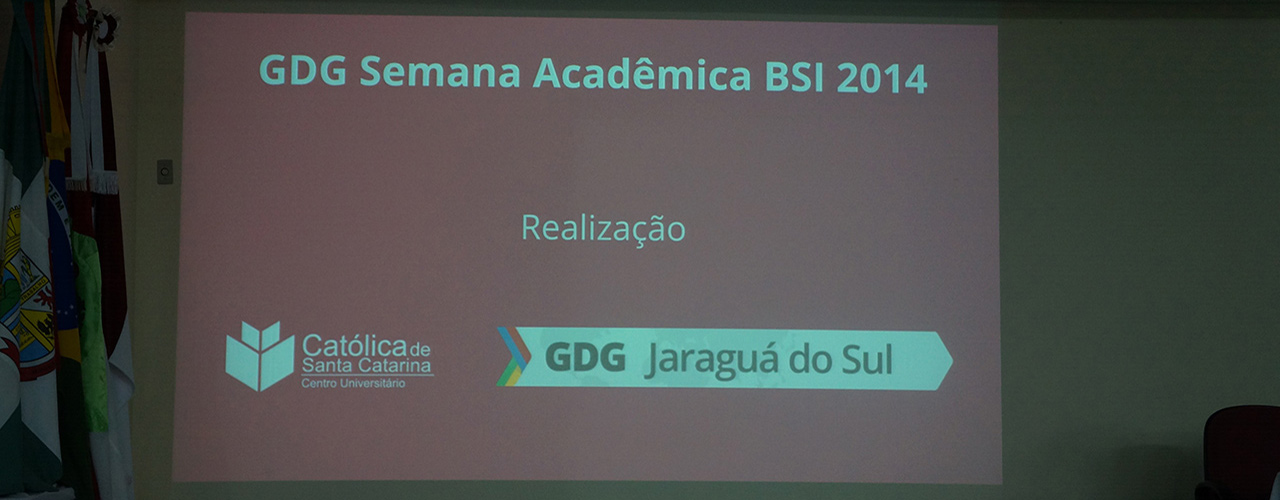 GDG Semana Acadêmica BSI 2014
Realização
Católica de
Santa Catarina
Centro Universitário
GDG Jaraguá do Sul